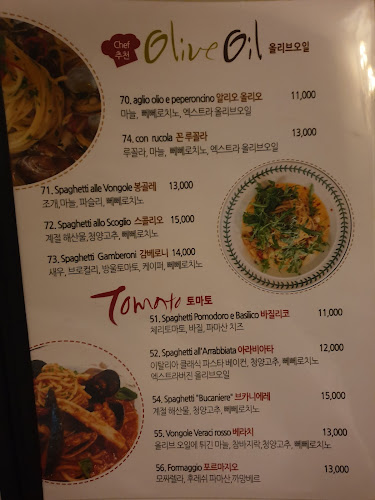 Chef 추천
Olive Oil 올리브오일
70. aglio olio e peperoncino 알리오 올리오 11,000
마늘, 뻬뻬로치노, 엑스트라 올리브오일
74. con rucola 꼰 루꼴라 13,000
루꼴라, 마늘, 뻬뻬로치노, 엑스트라 올리브오일
71. Spaghetti alle Vongole 봉골레 13,000
조개,마늘, 파슬리, 뻬뻬로치노
72. Spaghetti allo Scoglio 스콜리오 15,000
계절 해산물,청양고추, 뻬뻬로치노
73. Spaghetti Gamberoni 감베로니 14,000
새우, 브로컬리, 방울토마토, 케이퍼, 뻬뻬로치노
Tomato 토마토
51. Spaghetti Pomodoro e Basilico 바질리코 11,000
체리토마토, 바질, 파마산 치즈
52, Spaghetti all'Arrabbiata 아라비아타 12,000
이탈리아 클래식 파스타 베이컨, 청양고추, 뻬뻬로치노
엑스트라버진 올리브오일
54. Spaghetti "Bucaniere" 브카니에레 15,000
계절 해산물, 청양고추, 뻬뻬로치노
55, Vongole Veraci rosso 베라치 13,000
올리브 오일에 튀긴 마늘, 참바지락,청양고추, 뻬뻬로치노
56, Formaggio 포르마지오 13,000
모짜렐라, 후레쉬 파마산,까망베르